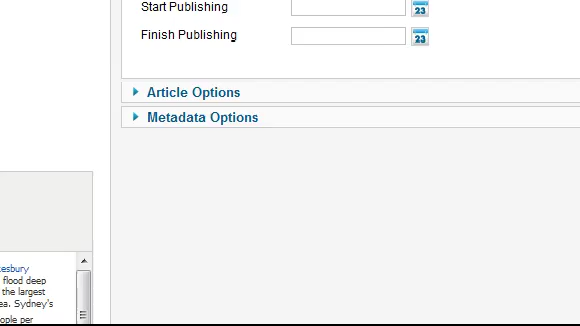 Start Publishing
23
Finish Publishing
23
Article Options
Metadata Options
esbury
flood deep
the largest
ea. Sydney's
ople per